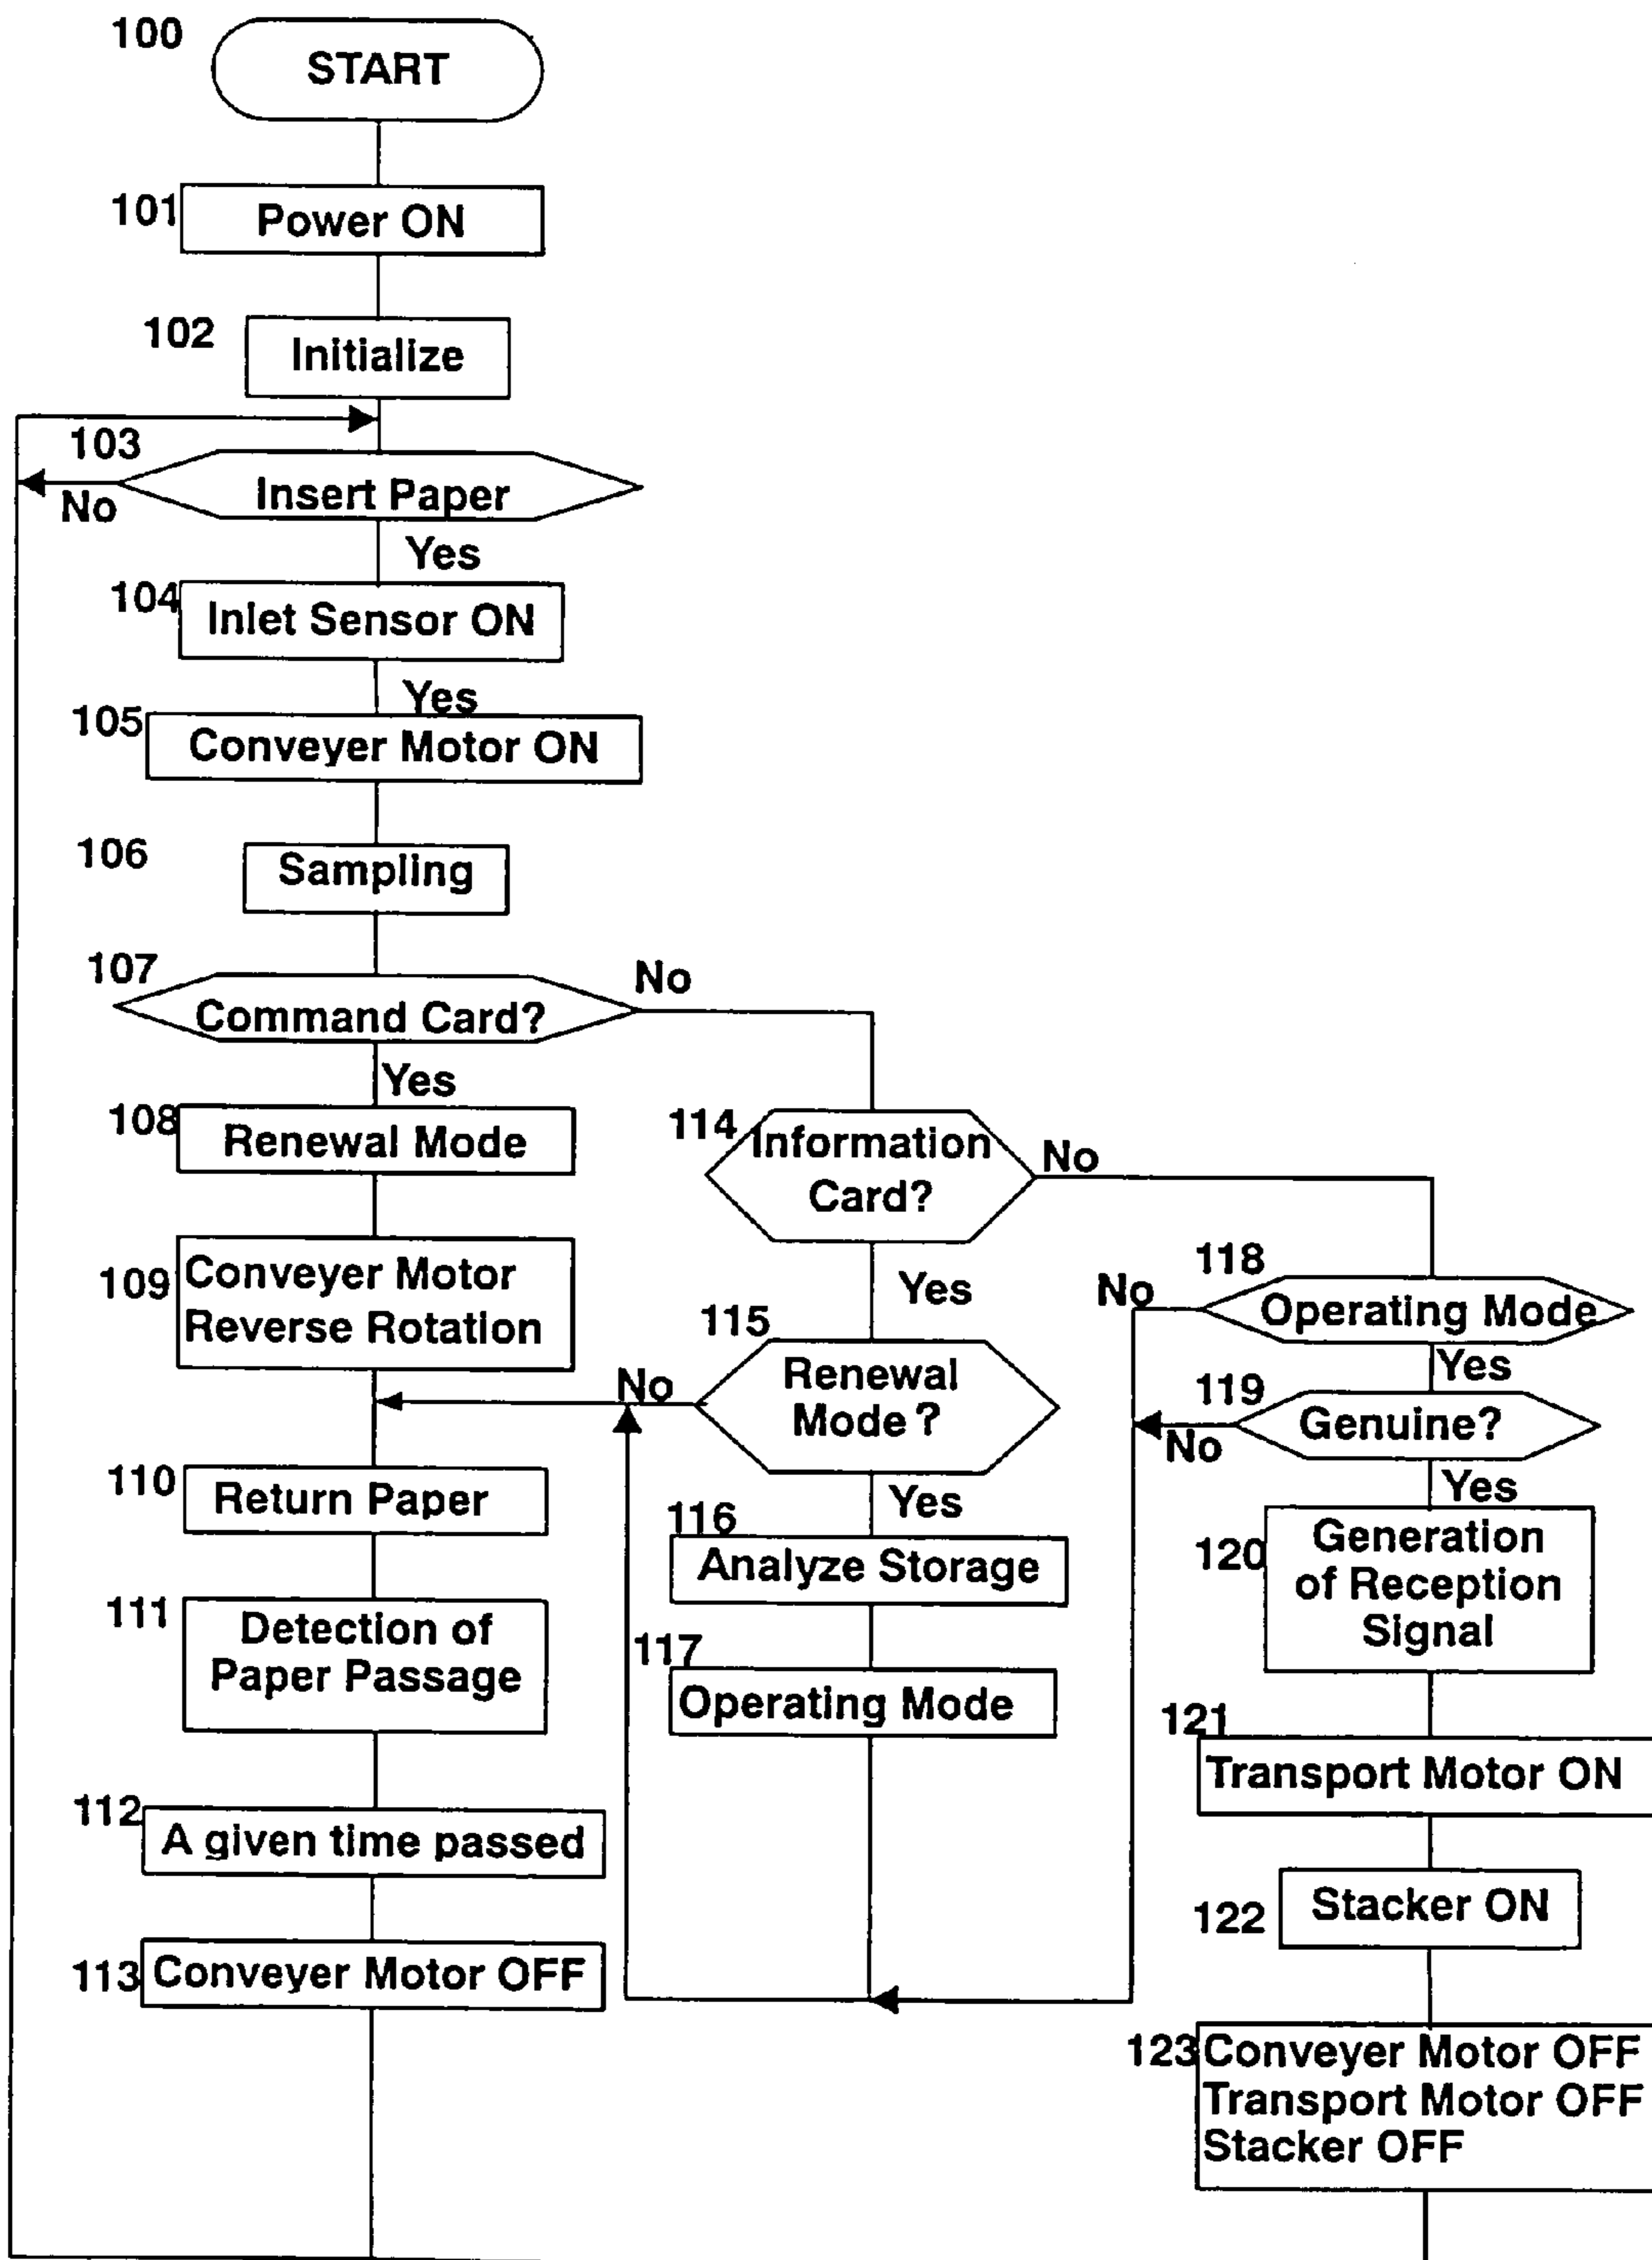 100
START
101
Power ON
102
Initialize
103
Insert Paper
No
Yes
104
Inlet Sensor ON
Yes
105
Conveyer Motor ON
106
Sampling
107
Command Card?
No
Yes
108
Renewal Mode
109
Conveyer Motor
Reverse Rotation
110
Return Paper
111
Detection of
Paper Passage
112
A given time passed
113
Conveyer Motor OFF
114
Information
Card?
No
Yes
115
Renewal
Mode?
No
Yes
116
Analyze Storage
117
Operating Mode
118
Operating Mode
No
Yes
119
Genuine?
No
Yes
120
Generation
of Reception
Signal
121
Transport Motor ON
122
Stacker ON
123
Conveyer Motor OFF
Transport Motor OFF
Stacker OFF